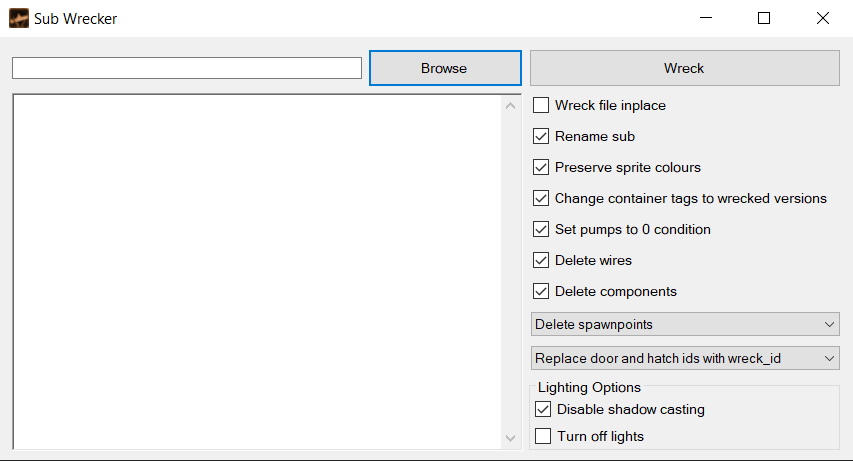 Sub Wrecker
Browse
Wreck
Wreck file inplace
Rename sub
Preserve sprite colours
Change container tags to wrecked versions
Set pumps to 0 condition
Delete wires
Delete components
Delete spawnpoints
Replace door and hatch ids with wreck_id
Lighting Options
Disable shadow casting
Turn off lights